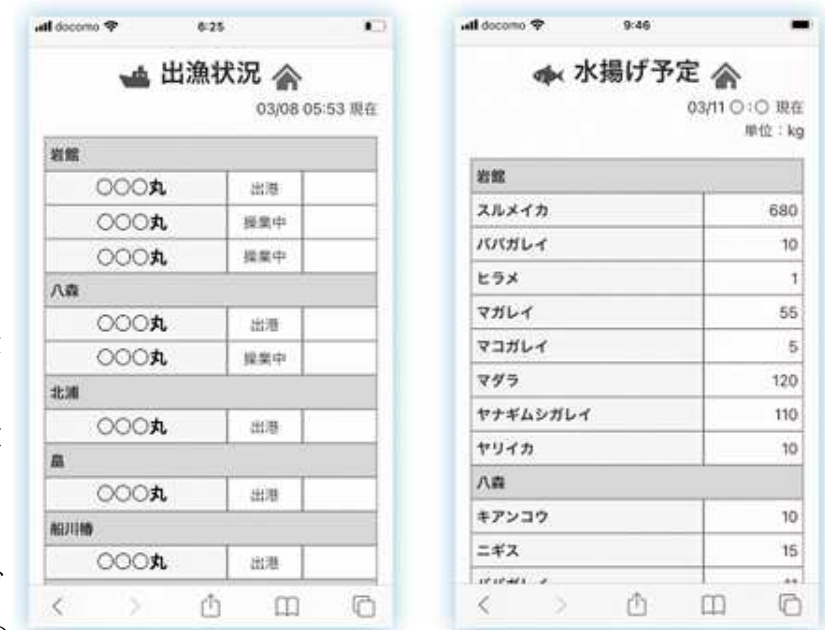 docomo 6:25
出漁状況
03/08 05:53 現在
岩館
〇〇〇丸 出港
〇〇〇丸 操業中
〇〇〇丸 操業中
八森
〇〇〇丸 出港
〇〇〇丸 操業中
北浦
〇〇〇丸 出港
畠
〇〇〇丸 出港
船川椿
〇〇〇丸 出港
docomo 9:46
水揚げ予定
03/11 〇:〇 現在
単位:kg
岩館
スルメイカ 680
ババガレイ 10
ヒラメ 1
マガレイ 55
マコガレイ 5
マダラ 120
ヤナギムシガレイ 110
ヤリイカ 10
八森
キアンコウ 10
ニギス 15